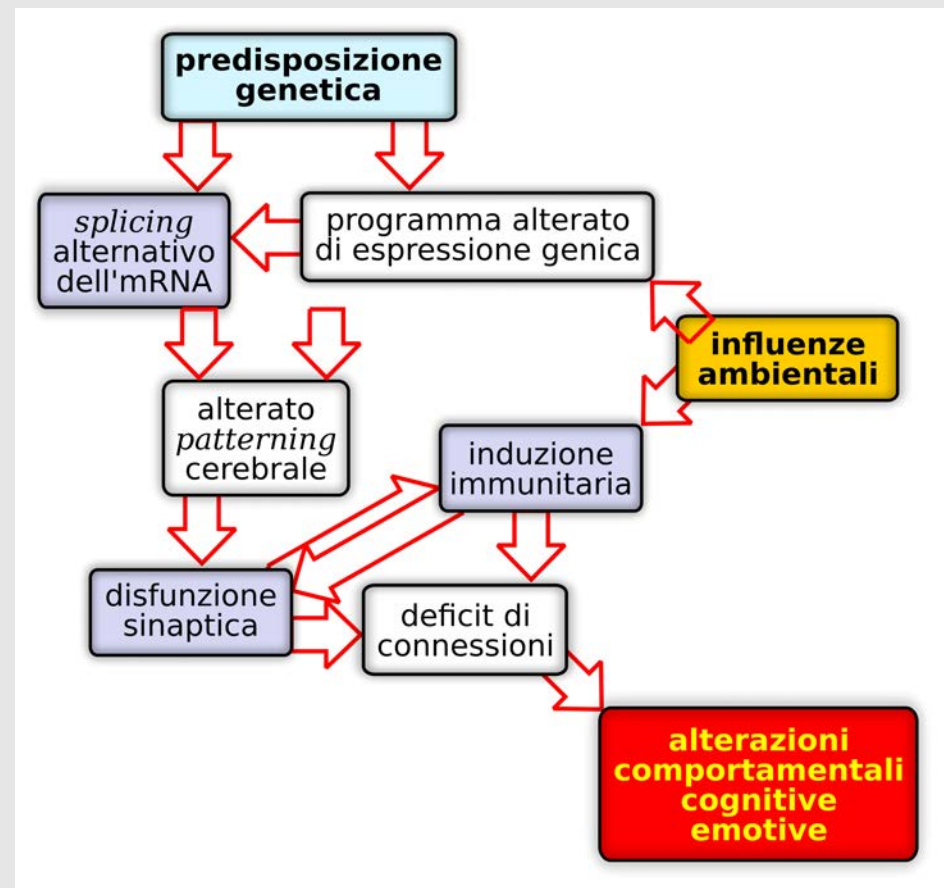 predisposizione
genetica
splicing
alternativo
dell'mRNA
programma alterato
di espressione genica
influenze
ambientali
alterato
patterning
cerebrale
induzione
immunitaria
disfunzione
sinaptica
deficit di
connessioni
alterazioni
comportamentali
cognitive
emotive